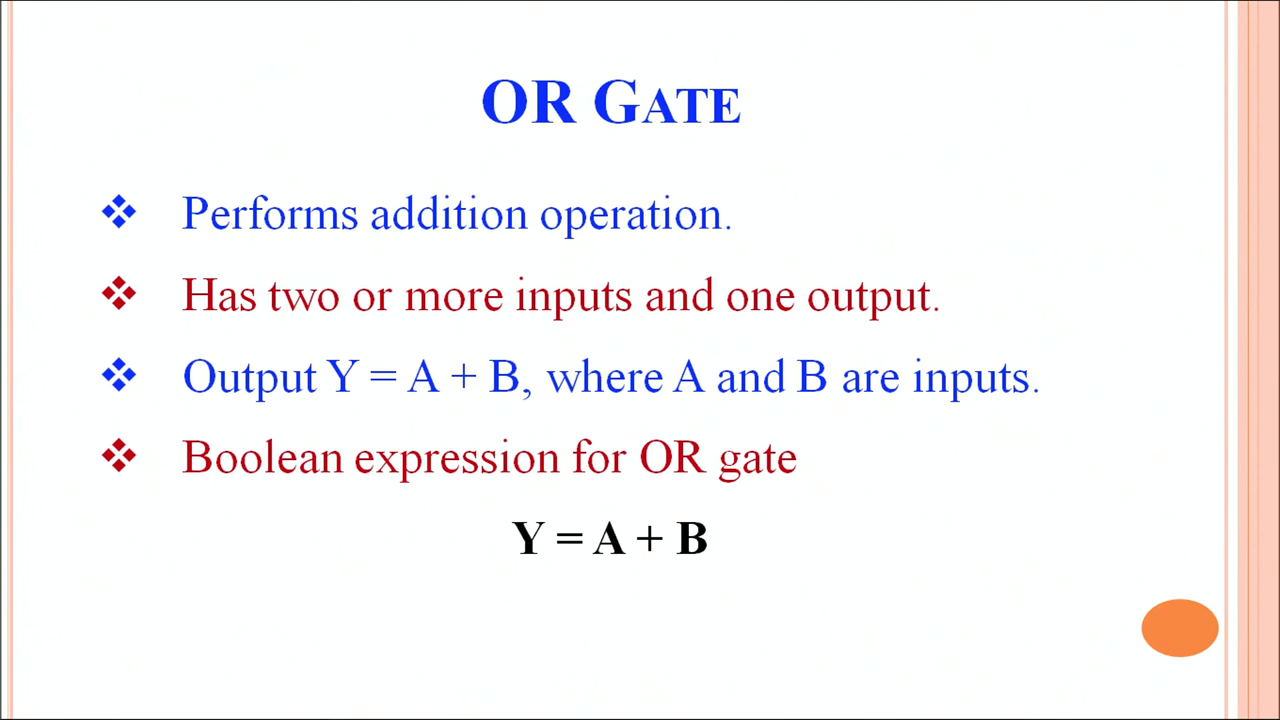 OR GATE
Performs addition operation.
Has two or more inputs and one output.
Output Y = A + B, where A and B are inputs.
Boolean expression for OR gate
Y = A + B